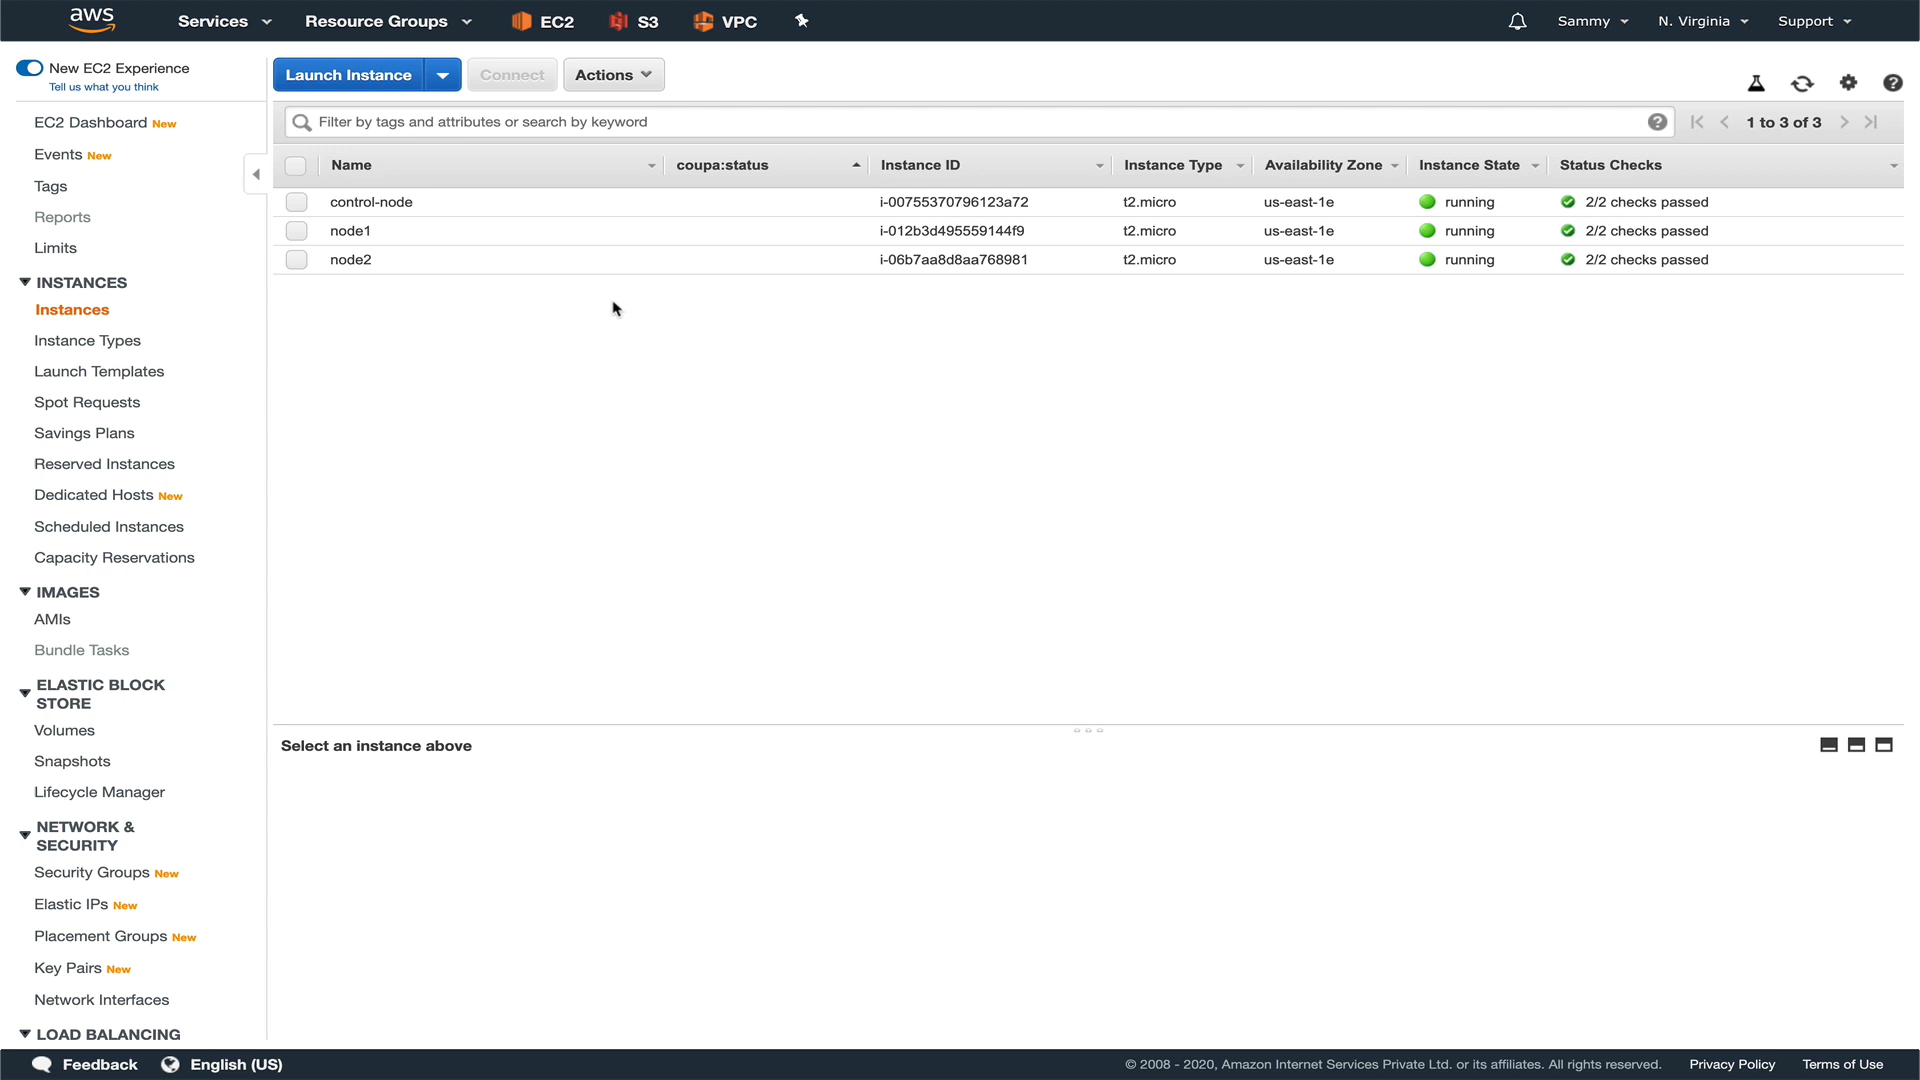 aws Services Resource Groups EC2 S3 VPC Sammy N. Virginia Support
New EC2 Experience
Tell us what you think
EC2 Dashboard New
Events New
Tags
Reports
Limits
INSTANCES
Instances
Instance Types
Launch Templates
Spot Requests
Savings Plans
Reserved Instances
Dedicated Hosts New
Scheduled Instances
Capacity Reservations
IMAGES
AMIs
Bundle Tasks
ELASTIC BLOCK
STORE
Volumes
Snapshots
Lifecycle Manager
NETWORK &
SECURITY
Security Groups New
Elastic IPs New
Placement Groups New
Key Pairs New
Network Interfaces
LOAD BALANCING
Launch Instance Connect Actions
Filter by tags and attributes or search by keyword 1 to 3 of 3
Name coupa:status Instance ID Instance Type Availability Zone Instance State Status Checks
control-node i-00755370796123a72 t2.micro us-east-1e running 2/2 checks passed
node1 i-012b3d495559144f9 t2.micro us-east-1e running 2/2 checks passed
node2 i-06b7aa8d8aa768981 t2.micro us-east-1e running 2/2 checks passed
Select an instance above
Feedback English (US) © 2008 - 2020, Amazon Internet Services Private Ltd. or its affiliates. All rights reserved. Privacy Policy Terms of Use